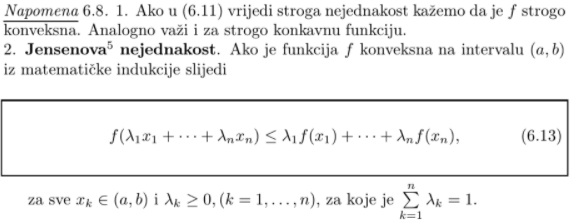 Napomena 6.8. 1. Ako u (6.11) vrijedi stroga nejednakost kažemo da je f strogo
konveksna. Analogno važi i za strogo konkavnu funkciju.
2. Jensenova⁵ nejednakost. Ako je funkcija f konveksna na intervalu (a, b)
iz matematičke indukcije slijedi
f(λ₁x₁ + ⋯ + λₙxₙ) ≤ λ₁f(x₁) + ⋯ + λₙf(xₙ), (6.13)
za sve xₖ ∈ (a, b) i λₖ ≥ 0, (k = 1, . . . , n), za koje je ∑ₖ₌₁ⁿ λₖ = 1.